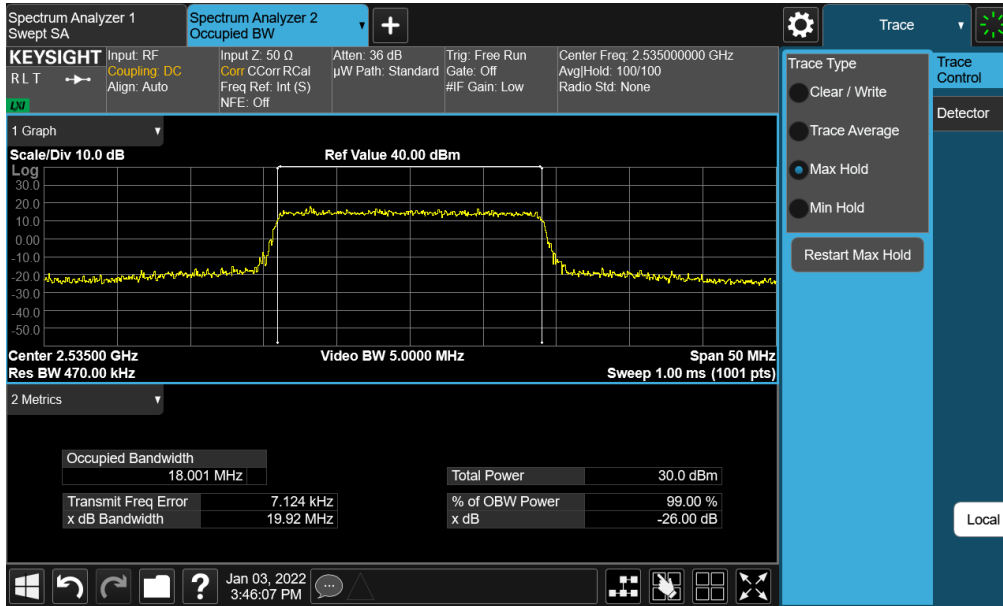 Spectrum Analyzer 1
Swept SA
Spectrum Analyzer 2
Occupied BW
Trace
KEYSIGHT
R L T
LXI
Input: RF
Coupling: DC
Align: Auto
Input Z: 50 Ω
Corr CCorr RCal
Freq Ref: Int (S)
NFE: Off
Atten: 36 dB
µW Path: Standard
Trig: Free Run
Gate: Off
#IF Gain: Low
Center Freq: 2.535000000 GHz
Avg|Hold: 100/100
Radio Std: None
1 Graph
Scale/Div 10.0 dB
Ref Value 40.00 dBm
Log
30.0
20.0
10.0
0.00
-10.0
-20.0
-30.0
-40.0
-50.0
Center 2.53500 GHz
Video BW 5.0000 MHz
Span 50 MHz
Res BW 470.00 kHz
Sweep 1.00 ms (1001 pts)
2 Metrics
Occupied Bandwidth
18.001 MHz
Total Power 30.0 dBm
Transmit Freq Error 7.124 kHz
% of OBW Power 99.00 %
x dB Bandwidth 19.92 MHz
x dB -26.00 dB
Trace Type
Clear / Write
Trace Average
Max Hold
Min Hold
Restart Max Hold
Trace
Control
Detector
Local
?
Jan 03, 2022
3:46:07 PM